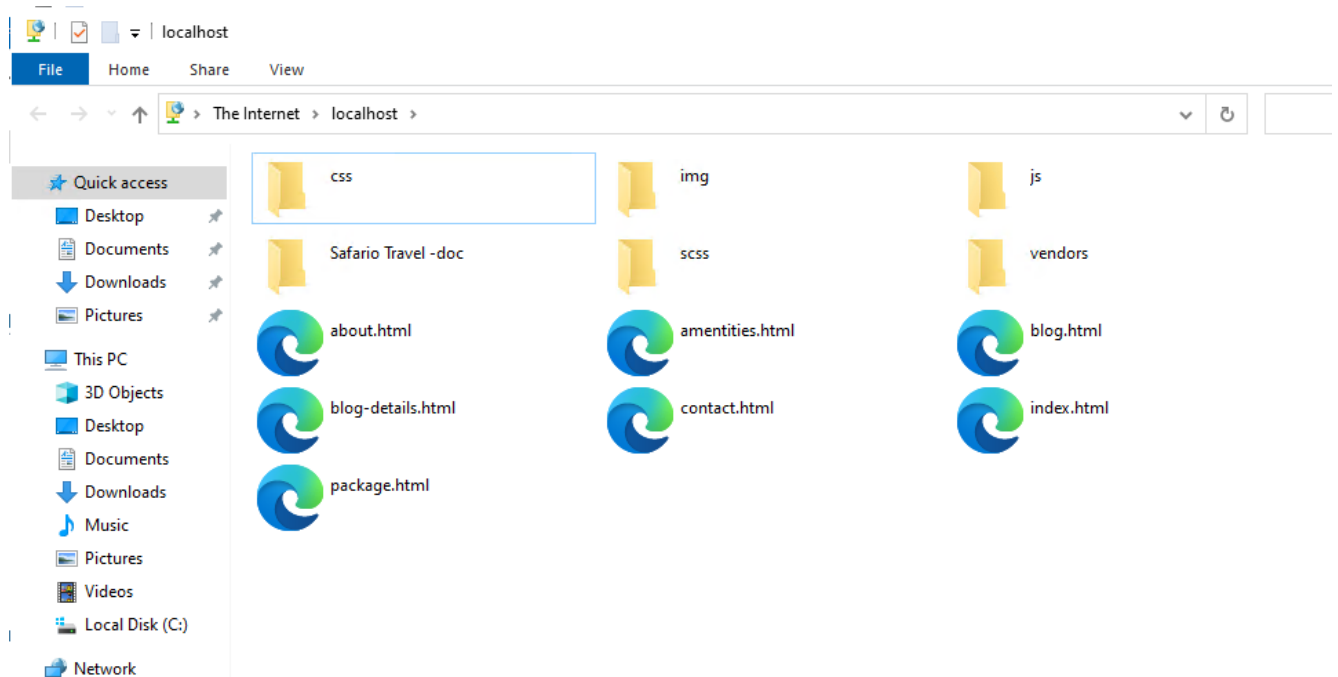 localhost
File Home Share View
The Internet > localhost >
Quick access
Desktop
Documents
Downloads
Pictures
This PC
3D Objects
Desktop
Documents
Downloads
Music
Pictures
Videos
Local Disk (C:)
Network
css img js
Safario Travel -doc scss vendors
about.html amentities.html blog.html
blog-details.html contact.html index.html
package.html